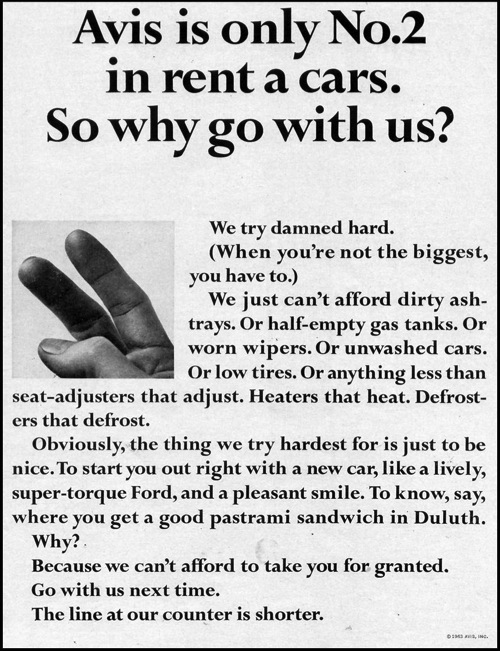 Avis is only No.2
in rent a cars.
So why go with us?
We try damned hard.
(When you're not the biggest,
you have to.)
We just can't afford dirty ash-
trays. Or half-empty gas tanks. Or
worn wipers. Or unwashed cars.
Or low tires. Or anything less than
seat-adjusters that adjust. Heaters that heat. Defrost-
ers that defrost.
Obviously, the thing we try hardest for is just to be
nice. To start you out right with a new car, like a lively,
super-torque Ford, and a pleasant smile. To know, say,
where you get a good pastrami sandwich in Duluth.
Why?
Because we can't afford to take you for granted.
Go with us next time.
The line at our counter is shorter.
© 1963 AVIS, INC.